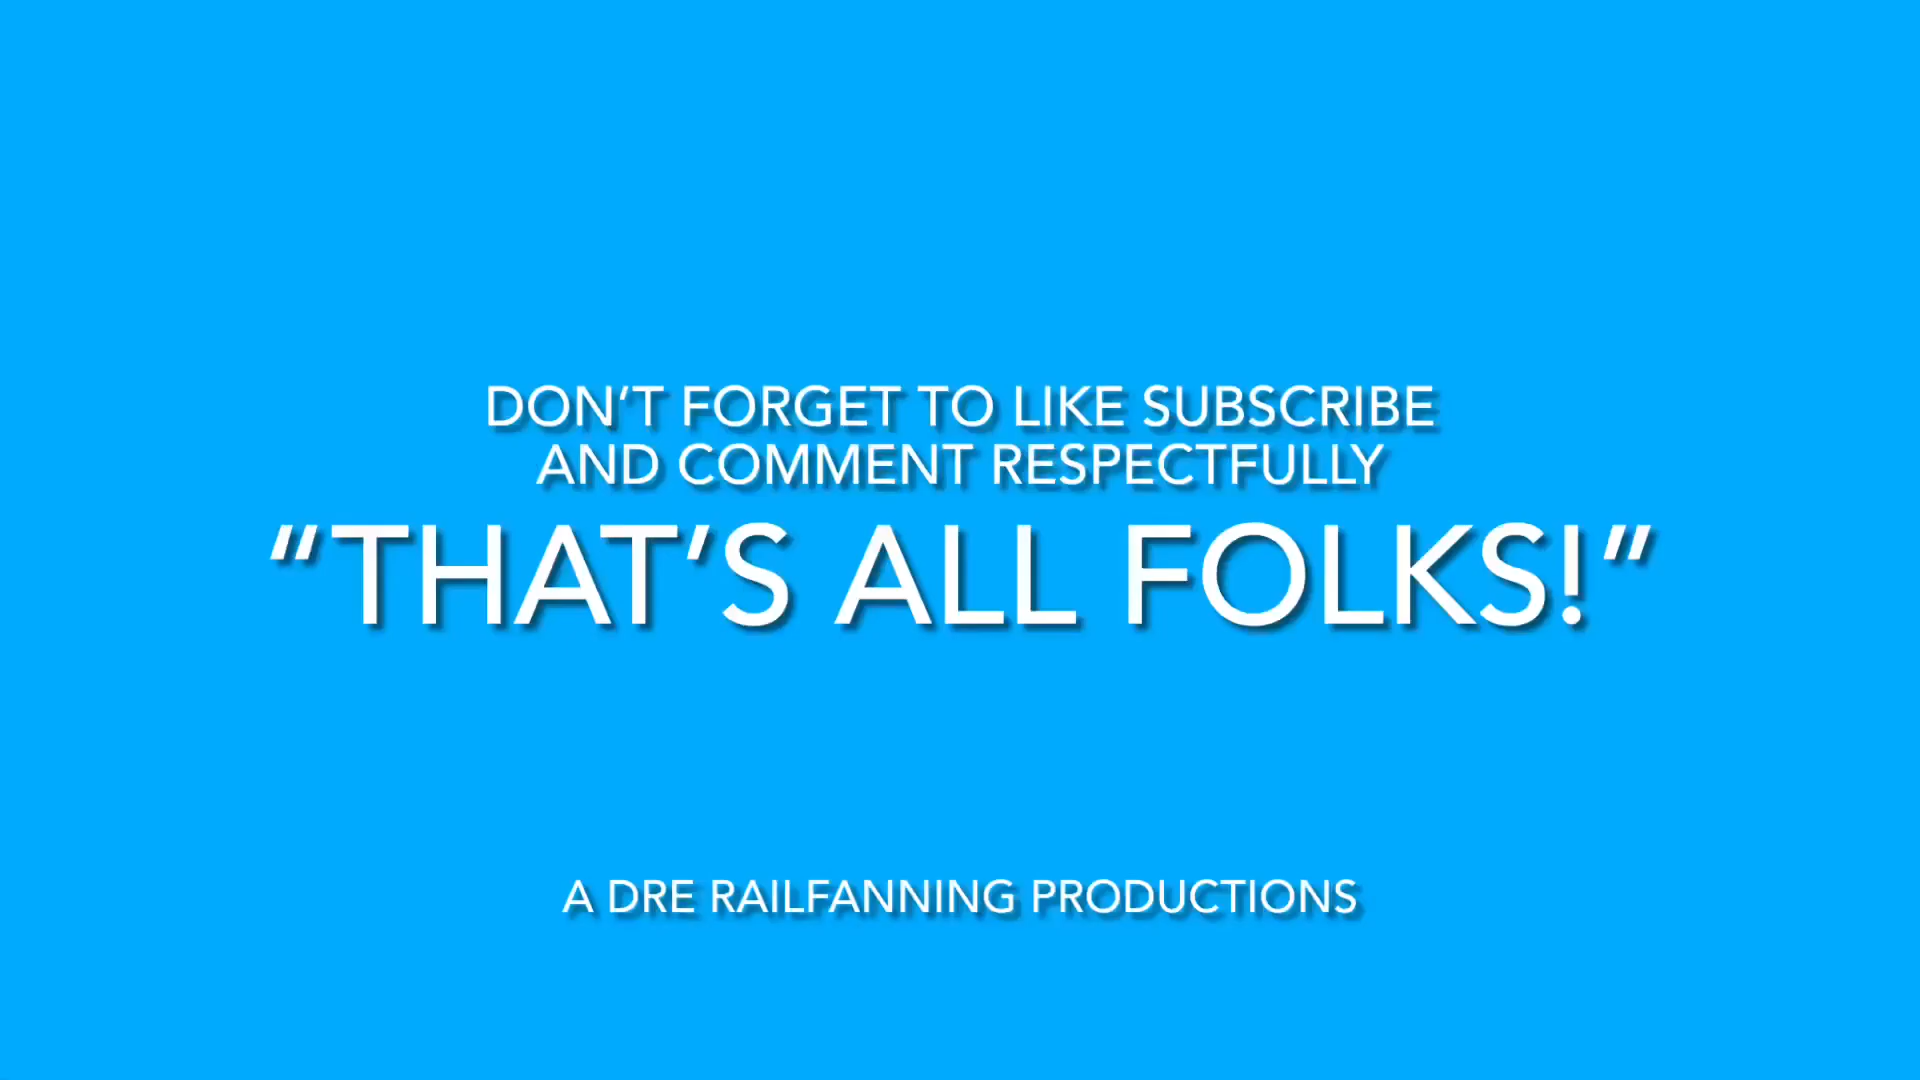 DON’T FORGET TO LIKE SUBSCRIBE
AND COMMENT RESPECTFULLY
“THAT’S ALL FOLKS!”
A DRE RAILFANNING PRODUCTIONS